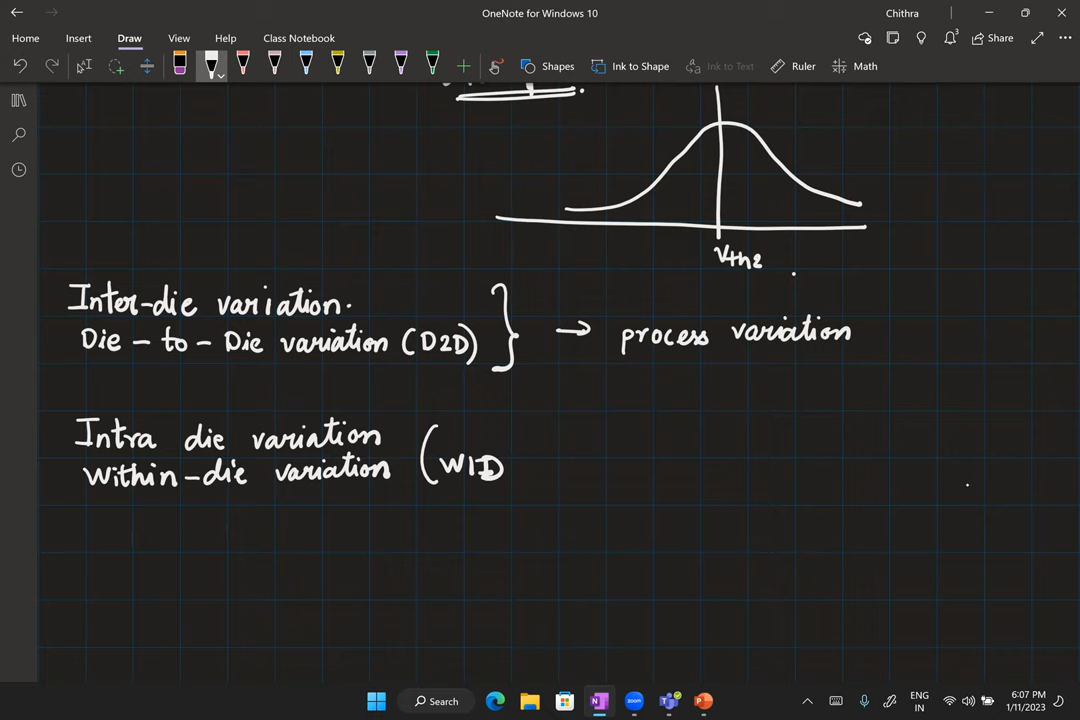 OneNote for Windows 10
Chithra
Home Insert Draw View Help Class Notebook
Share
Shapes Ink to Shape Ink to Text Ruler Math
Vth2
Inter-die variation.
Die - to - Die variation (D2D) } → process variation
Intra die variation
Within-die variation (WID
Search
ENG
IN
6:07 PM
1/11/2023